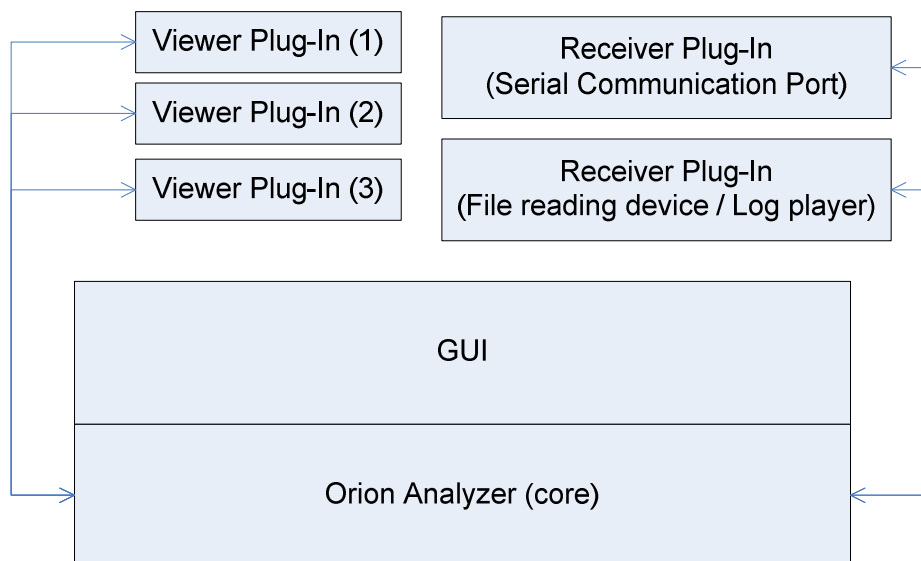 Viewer Plug-In (1)
Viewer Plug-In (2)
Viewer Plug-In (3)
Receiver Plug-In
(Serial Communication Port)
Receiver Plug-In
(File reading device / Log player)
GUI
Orion Analyzer (core)